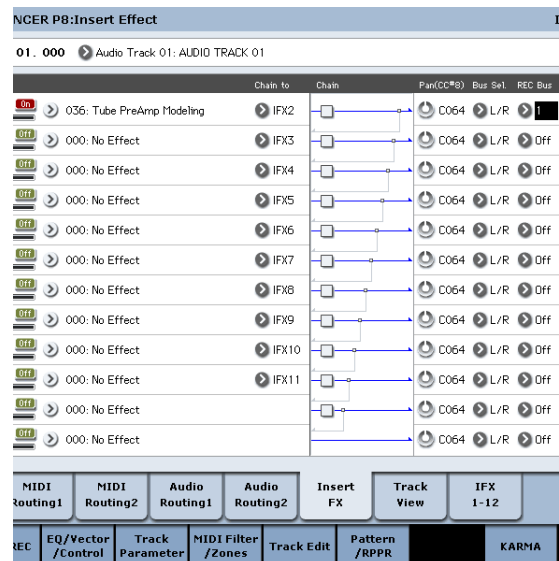 NCER P8:Insert Effect
01. 000 Audio Track 01: AUDIO TRACK 01
Chain to Chain Pan(CC#8) Bus Sel. REC Bus
On 036: Tube PreAmp Modeling IFX2 C064 L/R 1
Off 000: No Effect IFX3 C064 L/R Off
Off 000: No Effect IFX4 C064 L/R Off
Off 000: No Effect IFX5 C064 L/R Off
Off 000: No Effect IFX6 C064 L/R Off
Off 000: No Effect IFX7 C064 L/R Off
Off 000: No Effect IFX8 C064 L/R Off
Off 000: No Effect IFX9 C064 L/R Off
Off 000: No Effect IFX10 C064 L/R Off
Off 000: No Effect IFX11 C064 L/R Off
Off 000: No Effect C064 L/R Off
Off 000: No Effect C064 L/R Off
MIDI MIDI Audio Audio Insert Track IFX
Routing1 Routing2 Routing1 Routing2 FX View 1-12
REC EQ/Vector Track MIDI Filter Track Edit Pattern KARMA
/Control Parameter /Zones /RPPR